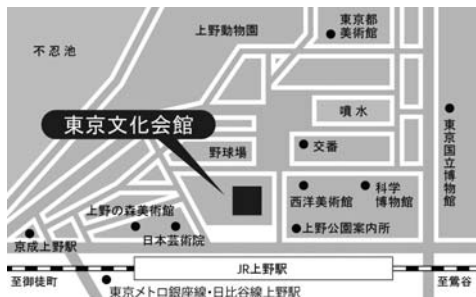 上野動物園
東京都
美術館
不忍池
噴水
東京文化会館
野球場
交番
東京国立博物館
西洋美術館
科学
博物館
上野の森美術館
日本芸術院
上野公園案内所
京成上野駅
JR上野駅
至御徒町
至鶯谷
東京メトロ銀座線・日比谷線上野駅